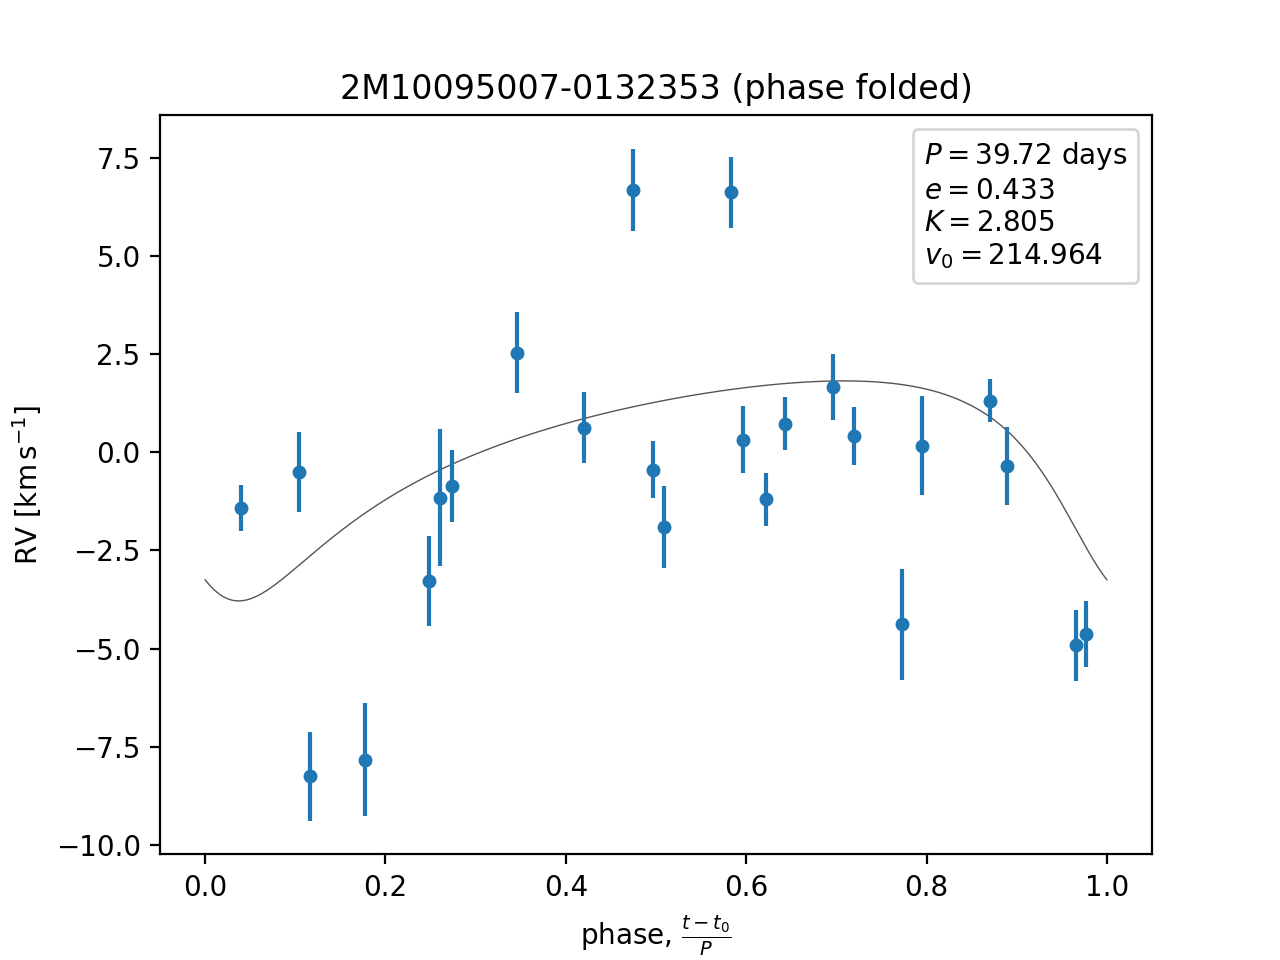 2M10095007-0132353 (phase folded)
P = 39.72 days
e = 0.433
K = 2.805
v₀ = 214.964
7.5
5.0
2.5
0.0
−2.5
−5.0
−7.5
−10.0
RV [km s⁻¹]
0.0 0.2 0.4 0.6 0.8 1.0
phase, (t − t₀)/P